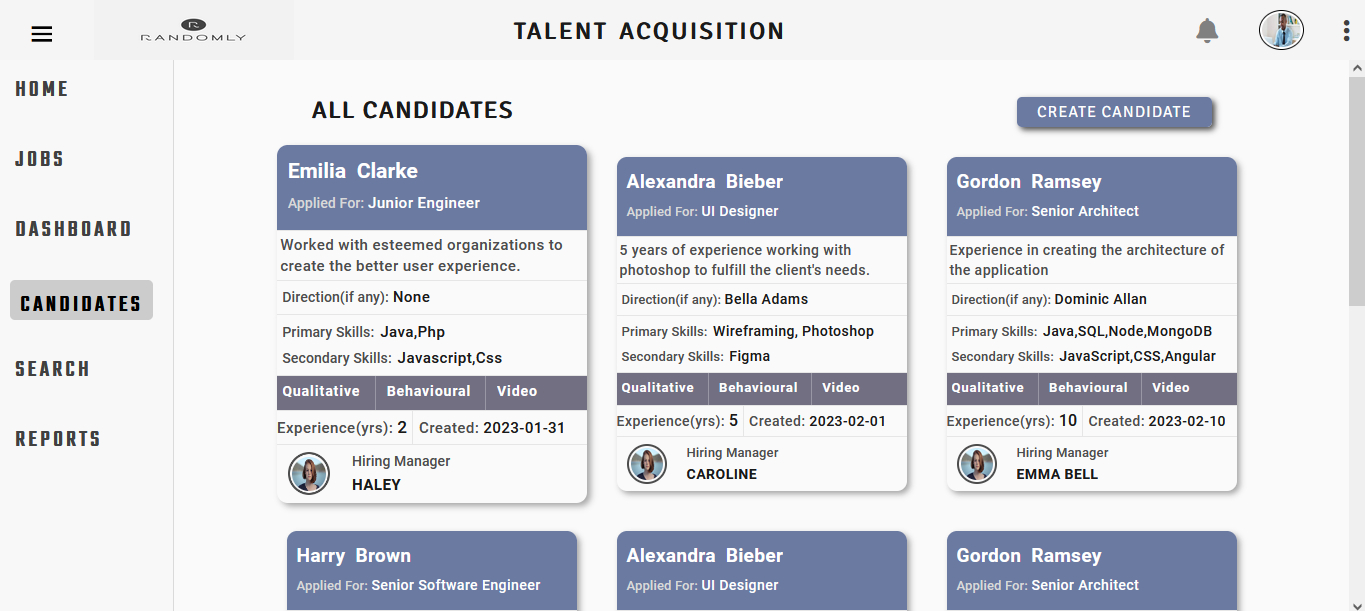 RANDOMLY
TALENT ACQUISITION
HOME
JOBS
DASHBOARD
CANDIDATES
SEARCH
REPORTS
ALL CANDIDATES
CREATE CANDIDATE
Emilia Clarke
Applied For: Junior Engineer
Worked with esteemed organizations to
create the better user experience.
Direction(if any): None
Primary Skills: Java,Php
Secondary Skills: Javascript,Css
Qualitative Behavioural Video
Experience(yrs): 2 Created: 2023-01-31
Hiring Manager
HALEY
Alexandra Bieber
Applied For: UI Designer
5 years of experience working with
photoshop to fulfill the client's needs.
Direction(if any): Bella Adams
Primary Skills: Wireframing, Photoshop
Secondary Skills: Figma
Qualitative Behavioural Video
Experience(yrs): 5 Created: 2023-02-01
Hiring Manager
CAROLINE
Gordon Ramsey
Applied For: Senior Architect
Experience in creating the architecture of
the application
Direction(if any): Dominic Allan
Primary Skills: Java,SQL,Node,MongoDB
Secondary Skills: JavaScript,CSS,Angular
Qualitative Behavioural Video
Experience(yrs): 10 Created: 2023-02-10
Hiring Manager
EMMA BELL
Harry Brown
Applied For: Senior Software Engineer
Alexandra Bieber
Applied For: UI Designer
Gordon Ramsey
Applied For: Senior Architect